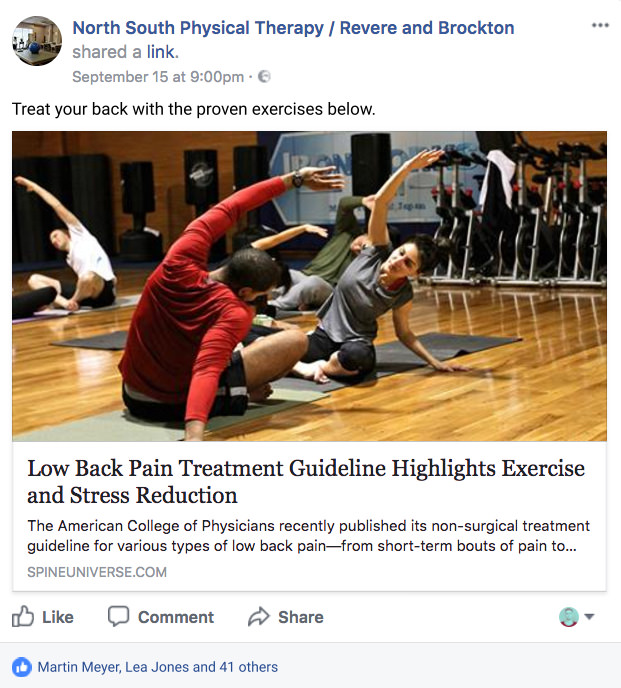 North South Physical Therapy / Revere and Brockton
shared a link.
September 15 at 9:00pm ·
Treat your back with the proven exercises below.
Low Back Pain Treatment Guideline Highlights Exercise
and Stress Reduction
The American College of Physicians recently published its non-surgical treatment
guideline for various types of low back pain—from short-term bouts of pain to...
SPINEUNIVERSE.COM
Like Comment Share
Martin Meyer, Lea Jones and 41 others